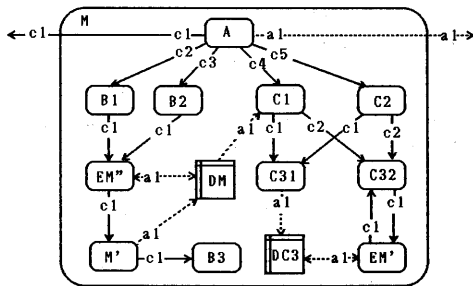 M
c1 c1 A a1 a1
c2 c3 c4 c5
B1 B2 C1 C2
c1 c1 a1 c1 c2 c1 c2
EM" a1 DM C31 C32
c1 a1 a1 c1 c1
M' c1 B3 DC3 a1 EM'